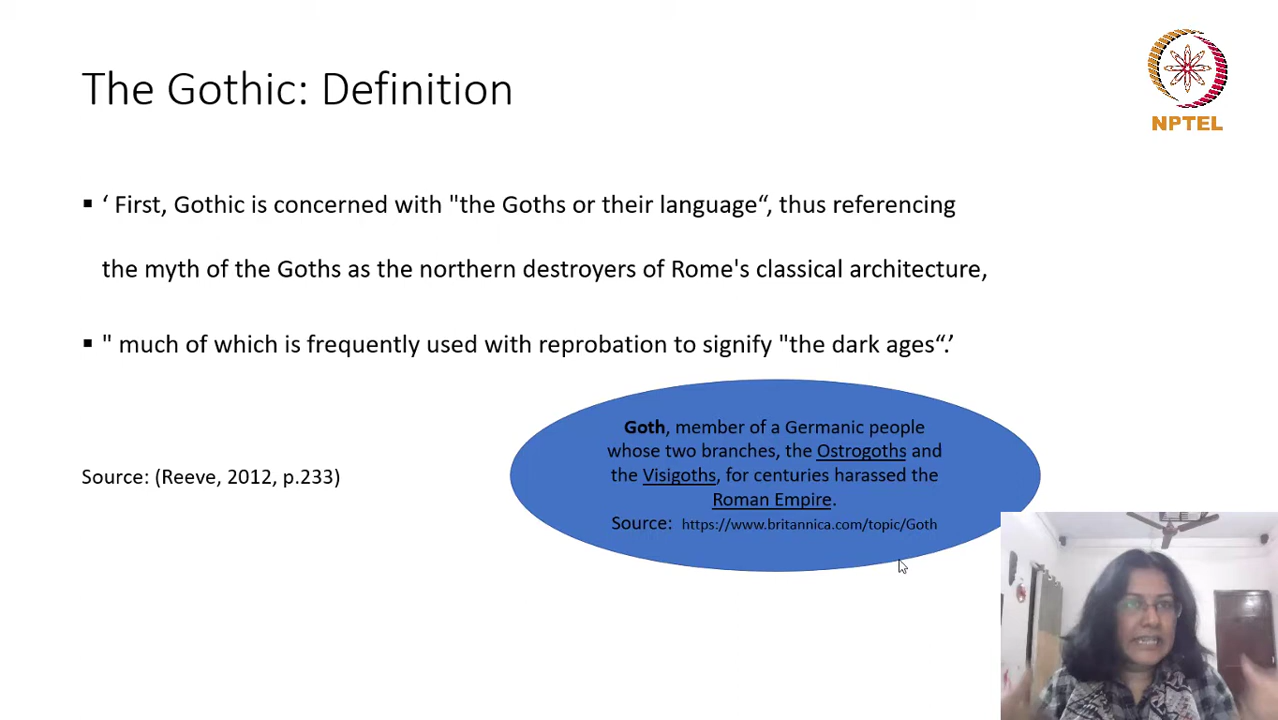 The Gothic: Definition
NPTEL
▪ ‘ First, Gothic is concerned with "the Goths or their language“, thus referencing
the myth of the Goths as the northern destroyers of Rome's classical architecture,
▪ " much of which is frequently used with reprobation to signify "the dark ages“.’
Goth, member of a Germanic people
whose two branches, the Ostrogoths and
the Visigoths, for centuries harassed the
Roman Empire.
Source: https://www.britannica.com/topic/Goth
Source: (Reeve, 2012, p.233)